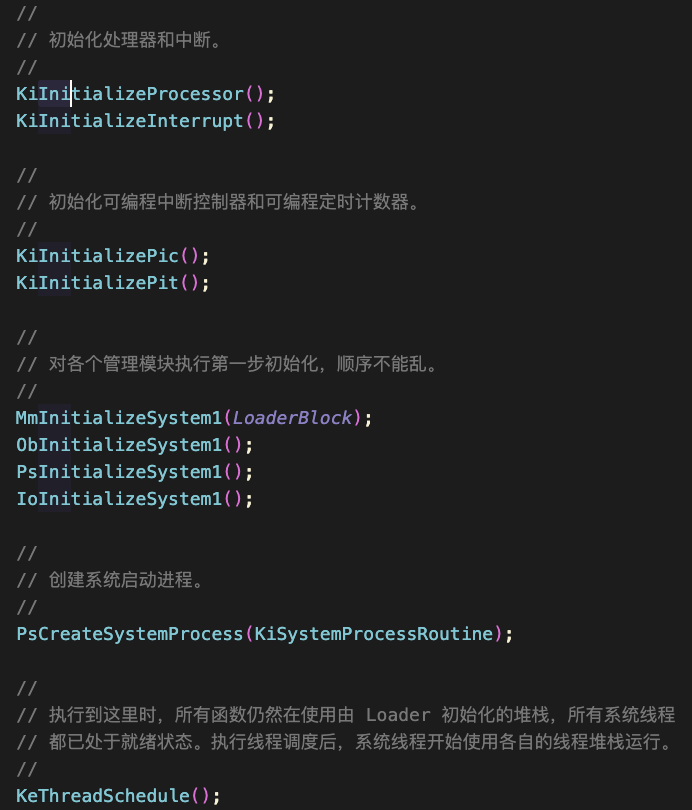 //
// 初始化处理器和中断。
//
KiInitializeProcessor();
KiInitializeInterrupt();
//
// 初始化可编程中断控制器和可编程定时计数器。
//
KiInitializePic();
KiInitializePit();
//
// 对各个管理模块执行第一步初始化，顺序不能乱。
//
MmInitializeSystem1(LoaderBlock);
ObInitializeSystem1();
PsInitializeSystem1();
IoInitializeSystem1();
//
// 创建系统启动进程。
//
PsCreateSystemProcess(KiSystemProcessRoutine);
//
// 执行到这里时，所有函数仍然在使用由 Loader 初始化的堆栈，所有系统线程
// 都已处于就绪状态。执行线程调度后，系统线程开始使用各自的线程堆栈运行。
//
KeThreadSchedule();